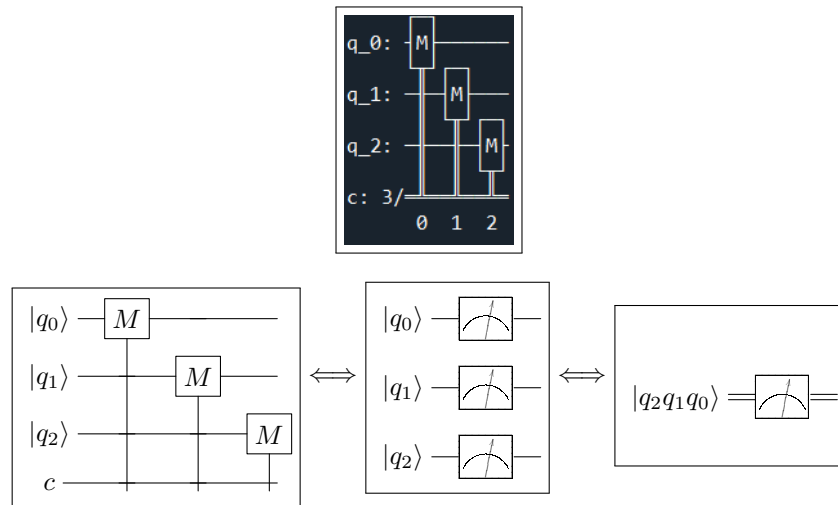 q_0: M
q_1: M
q_2: M
c: 3/
0 1 2
|q₀⟩ M
|q₁⟩ M
|q₂⟩ M
c
⟺
|q₀⟩
|q₁⟩
|q₂⟩
⟺
|q₂q₁q₀⟩